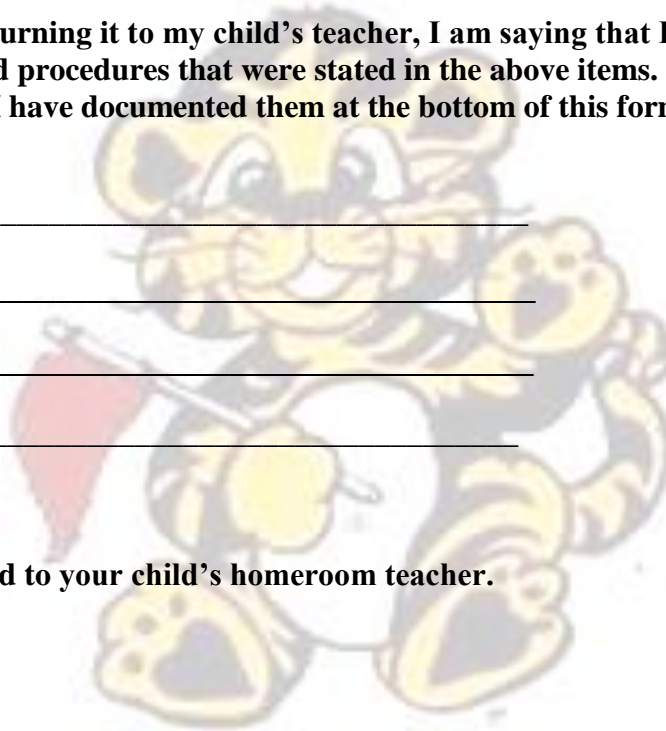 urning it to my child’s teacher, I am saying that I
d procedures that were stated in the above items.
I have documented them at the bottom of this form
d to your child’s homeroom teacher.